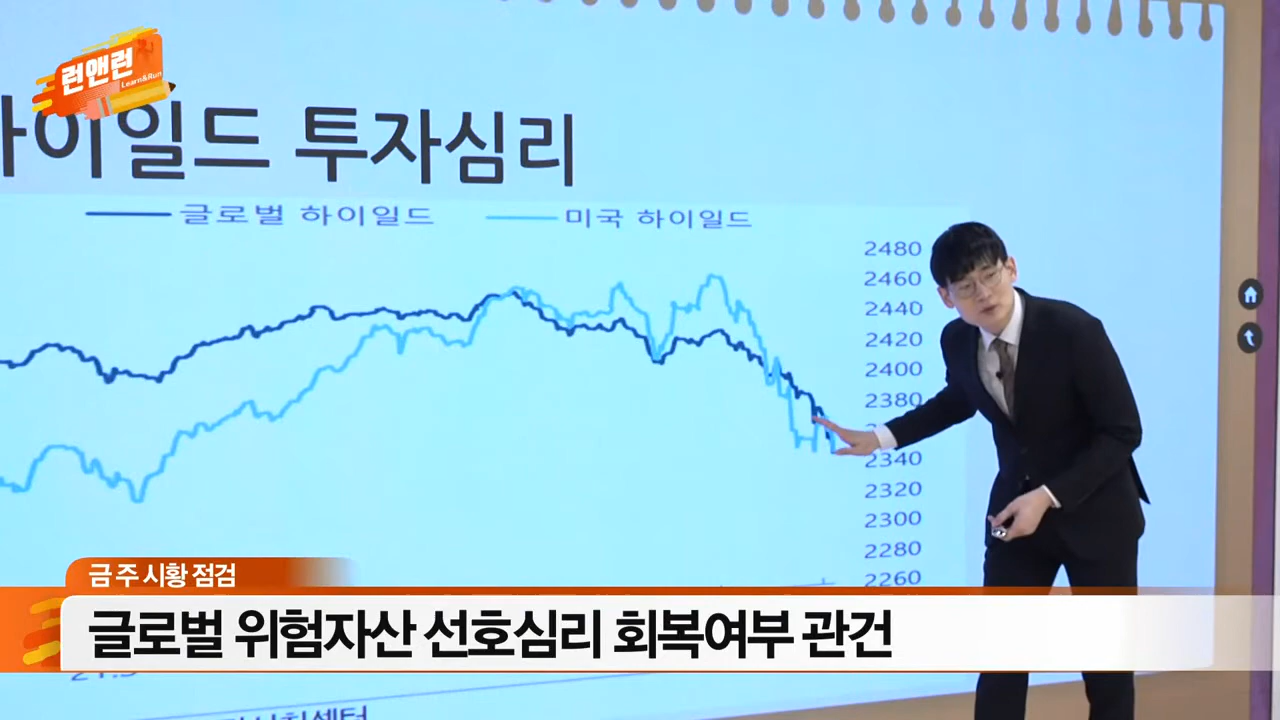 런앤런
Learn&Run
하이일드 투자심리
글로벌 하이일드
미국 하이일드
2480
2460
2440
2420
2400
2380
2340
2320
2300
2280
2260
금주 시황 점검
글로벌 위험자산 선호심리 회복여부 관건